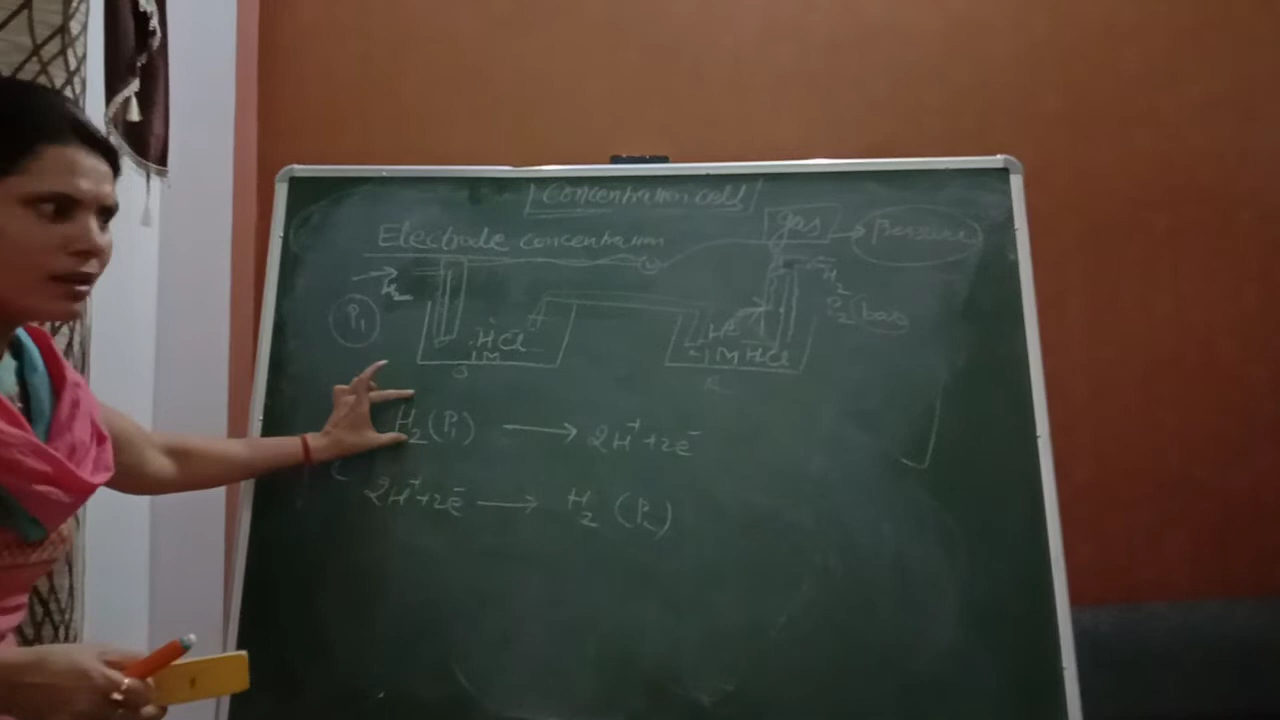 Concentration cell
Electrode concentration
gas → Pressure
H2
P1
H2
P2 (bar)
HCl
1M
1M HCl
H2(P1) → 2H+ + 2e-
2H+ + 2e- → H2 (P2)